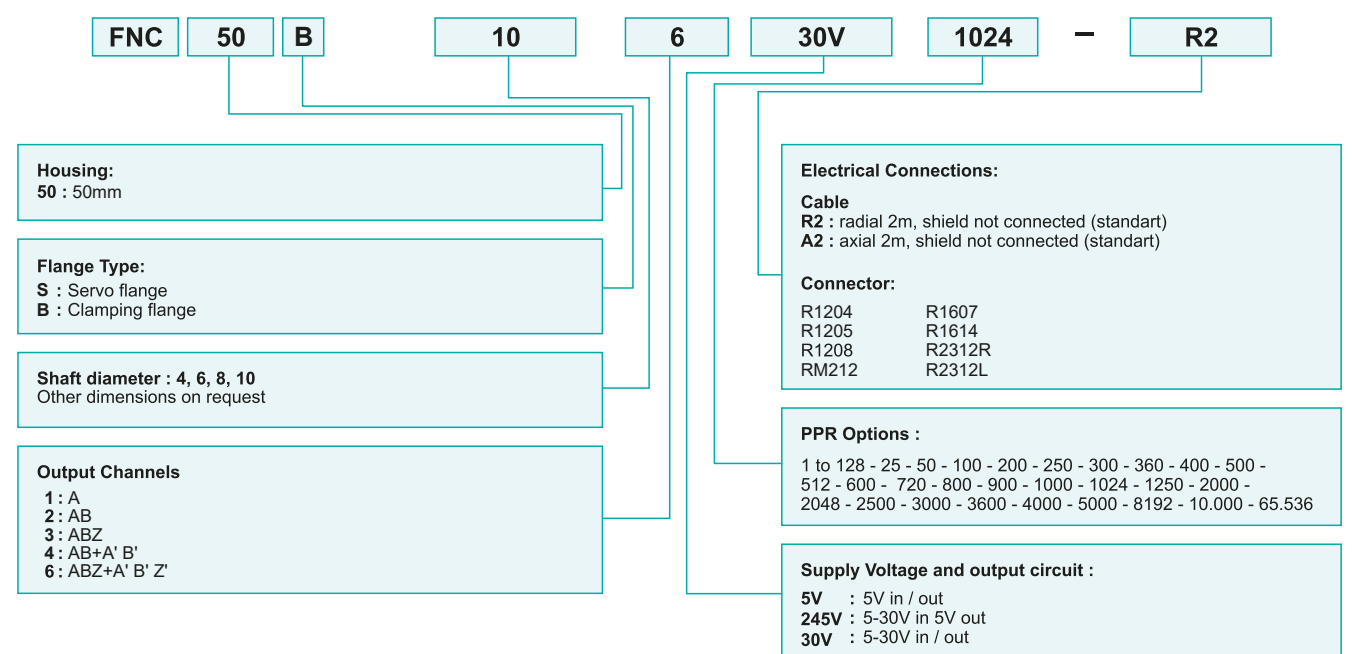 FNC 50 B 10 6 30V 1024 – R2
Housing:
50 : 50mm
Flange Type:
S : Servo flange
B : Clamping flange
Shaft diameter : 4, 6, 8, 10
Other dimensions on request
Output Channels
1 : A
2 : AB
3 : ABZ
4 : AB+A' B'
6 : ABZ+A' B' Z'
Electrical Connections:
Cable
R2 : radial 2m, shield not connected (standart)
A2 : axial 2m, shield not connected (standart)
Connector:
R1204 R1607
R1205 R1614
R1208 R2312R
RM212 R2312L
PPR Options :
1 to 128 - 25 - 50 - 100 - 200 - 250 - 300 - 360 - 400 - 500 -
512 - 600 - 720 - 800 - 900 - 1000 - 1024 - 1250 - 2000 -
2048 - 2500 - 3000 - 3600 - 4000 - 5000 - 8192 - 10.000 - 65.536
Supply Voltage and output circuit :
5V : 5V in / out
245V : 5-30V in 5V out
30V : 5-30V in / out